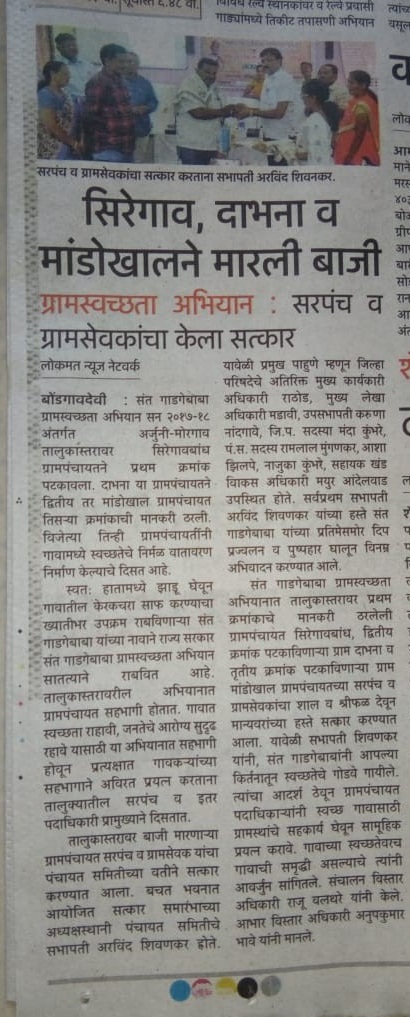 सूर्यास्त ६.४८ वा.
विविध रेल्वे स्थानकांवर व रेल्वे प्रवासी
गाड्यांमध्ये तिकीट तपासणी अभियान
सरपंच व ग्रामसेवकांचा सत्कार करताना सभापती अरविंद शिवनकर.
सिरेगाव, दाभना व
मांडोखालने मारली बाजी
ग्रामस्वच्छता अभियान : सरपंच व
ग्रामसेवकांचा केला सत्कार
लोकमत न्यूज नेटवर्क
बोंडगावदेवी : संत गाडगेबाबा
ग्रामस्वच्छता अभियान सन २०१७-१८
अंतर्गत अर्जुनी-मोरगाव
तालुकास्तरावर सिरेगावबांध
ग्रामपंचायतने प्रथम क्रमांक
पटकावला. दाभना या ग्रामपंचायतने
द्वितीय तर मांडोखाल ग्रामपंचायत
तिसऱ्या क्रमांकाची मानकरी ठरली.
विजेत्या तिन्ही ग्रामपंचायतींनी
गावामध्ये स्वच्छतेचे निर्मळ वातावरण
निर्माण केल्याचे दिसत आहे.
स्वत: हातामध्ये झाडू घेवून
गावातील केरकचरा साफ करण्याचा
ख्यातीभर उपक्रम राबविणाऱ्या संत
गाडगेबाबा यांच्या नावाने राज्य सरकार
संत गाडगेबाबा ग्रामस्वच्छता अभियान
सातत्याने राबवित आहे.
तालुकास्तरावरील अभियानात
ग्रामपंचायत सहभागी होतात. गावात
स्वच्छता राहावी, जनतेचे आरोग्य सुदृढ
रहावे यासाठी या अभियानात सहभागी
होवून प्रत्यक्षात गावकऱ्यांच्या
सहभागाने अविरत प्रयत्न करताना
तालुक्यातील सरपंच व इतर
पदाधिकारी प्रामुख्याने दिसतात.
तालुकास्तरावर बाजी मारणाऱ्या
ग्रामपंचायत सरपंच व ग्रामसेवक यांचा
पंचायत समितीच्या वतीने सत्कार
करण्यात आला. बचत भवनात
आयोजित सत्कार समारंभाच्या
अध्यक्षस्थानी पंचायत समितीचे
सभापती अरविंद शिवणकर होते.
यावेळी प्रमुख पाहुणे म्हणून जिल्हा
परिषदेचे अतिरिक्त मुख्य कार्यकारी
अधिकारी राठोड, मुख्य लेखा
अधिकारी मडावी, उपसभापती करुणा
नांदगावे, जि.प. सदस्या मंदा कुंभरे,
पं.स. सदस्य रामलाल मुंगणकर, आशा
झिलपे, नाजुका कुंभरे, सहायक खंड
विकास अधिकारी मयुर आंदेलवाड
उपस्थित होते. सर्वप्रथम सभापती
अरविंद शिवणकर यांच्या हस्ते संत
गाडगेबाबा यांच्या प्रतिमेसमोर दिप
प्रज्वलन व पुष्पहार घालून विनम्र
अभिवादन करण्यात आले.
संत गाडगेबाबा ग्रामस्वच्छता
अभियानात तालुकास्तरावर प्रथम
क्रमांकाचे मानकरी ठरलेली
ग्रामपंचायत सिरेगावबांध, द्वितीय
क्रमांक पटकाविणाऱ्या ग्राम दाभना व
तृतीय क्रमांक पटकाविणाऱ्या ग्राम
मांडोखाल ग्रामपंचायतच्या सरपंच व
ग्रामसेवकांचा शाल व श्रीफळ देवून
मान्यवरांच्या हस्ते सत्कार करण्यात
आला. यावेळी सभापती शिवणकर
यांनी, संत गाडगेबाबांनी आपल्या
किर्तनातून स्वच्छतेचे गोडवे गायीले.
त्यांचा आदर्श ठेवून ग्रामपंचायत
पदाधिकाऱ्यांनी स्वच्छ गावासाठी
ग्रामस्थांचे सहकार्य घेवून सामूहिक
प्रयत्न करावे. गावाच्या स्वच्छतेवरच
गावाची समृद्धी असल्याचे त्यांनी
आवर्जुन सांगितले. संचालन विस्तार
अधिकारी राजू वलथरे यांनी केले.
आभार विस्तार अधिकारी अनुपकुमार
भावे यांनी मानले.